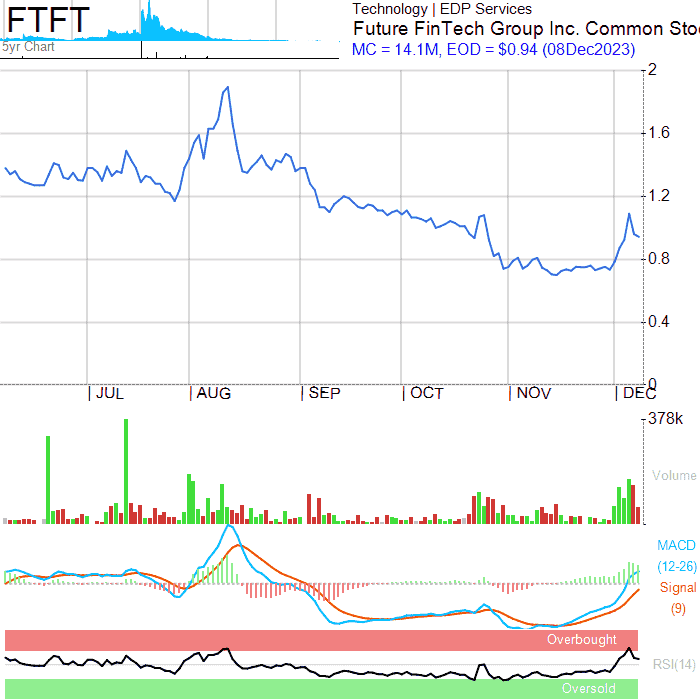 FTFT
5yr Chart
Technology | EDP Services
Future FinTech Group Inc. Common Sto
MC = 14.1M, EOD = $0.94 (08Dec2023)
2
1.6
1.2
0.8
0.4
0
JUL AUG SEP OCT NOV DEC
378K
Volume
MACD
(12-26)
Signal
(9)
Overbought
RSI(14)
Oversold